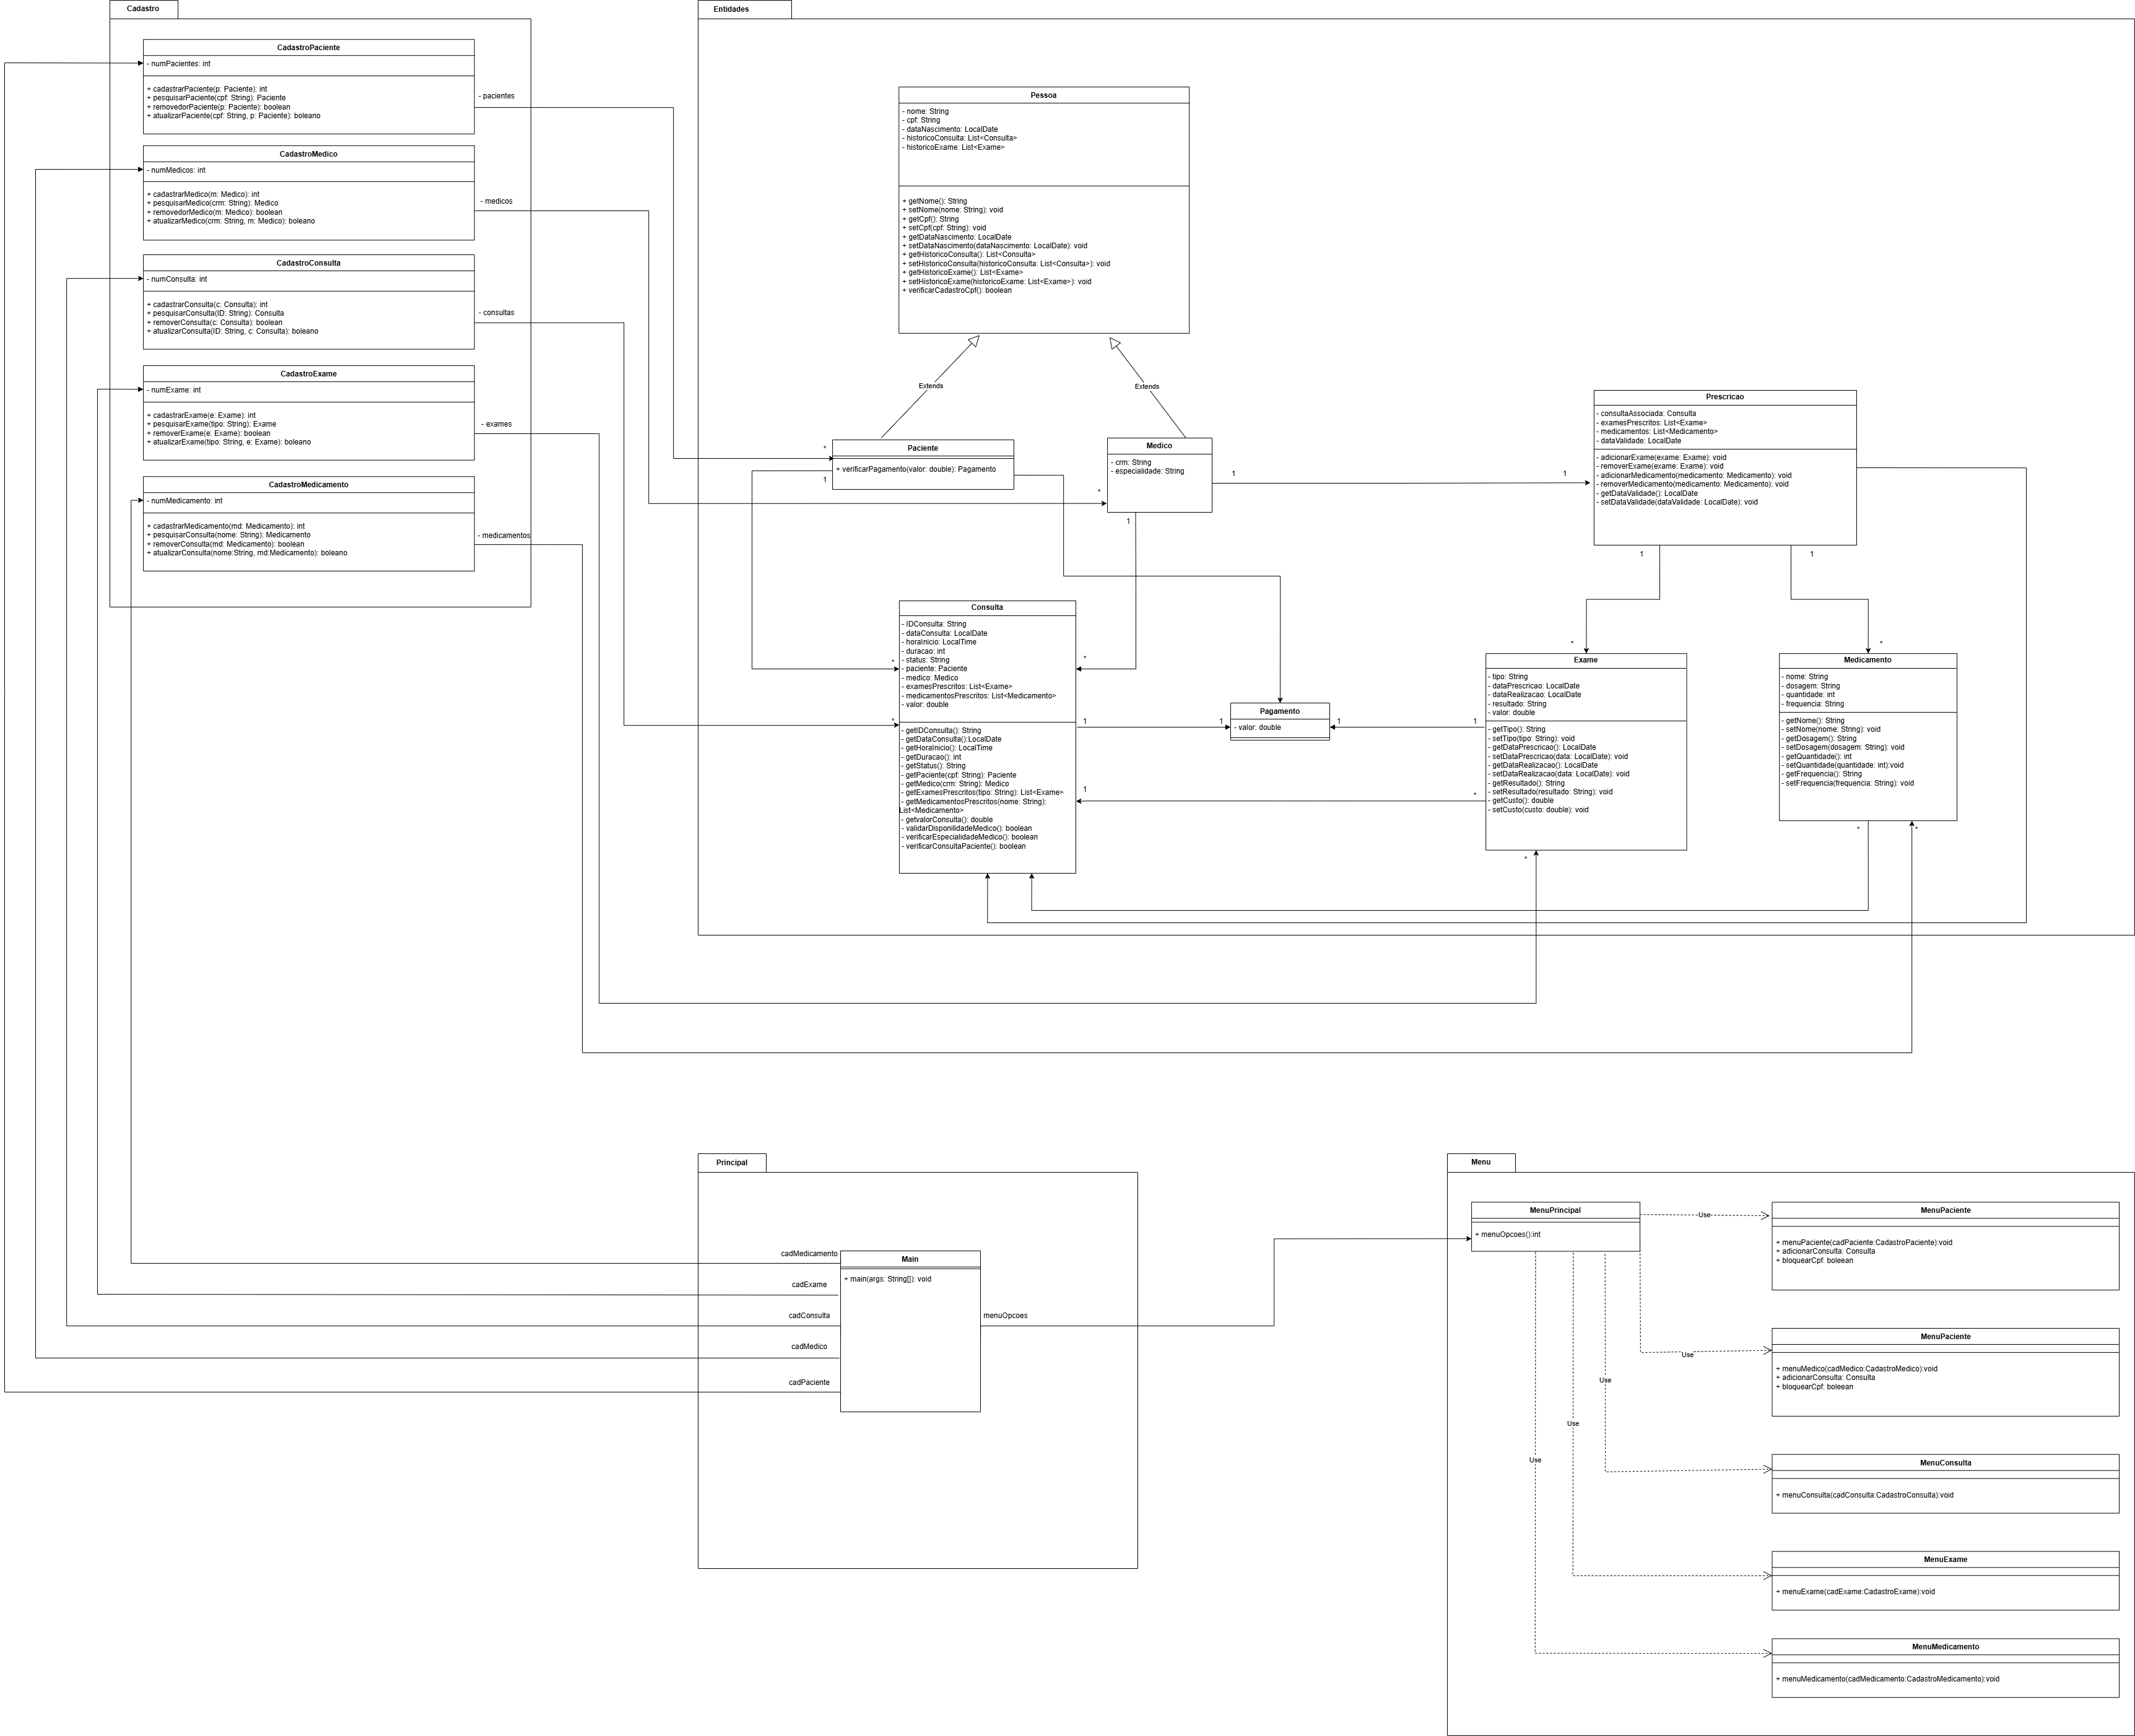 Cadastro
CadastroPaciente
- numPacientes: int
+ cadastrarPaciente(p: Paciente): int
+ pesquisarPaciente(cpf: String): Paciente
+ removedorPaciente(p: Paciente): boolean
+ atualizarPaciente(cpf: String, p: Paciente): boleano
- pacientes
CadastroMedico
- numMedicos: int
+ cadastrarMedico(m: Medico): int
+ pesquisarMedico(crm: String): Medico
+ removedorMedico(m: Medico): boolean
+ atualizarMedico(crm: String, m: Medico): boleano
- medicos
CadastroConsulta
- numConsulta: int
+ cadastrarConsulta(c: Consulta): int
+ pesquisarConsulta(ID: String): Consulta
+ removerConsulta(c: Consulta): boolean
+ atualizarConsulta(ID: String, c: Consulta): boleano
- consultas
CadastroExame
- numExame: int
+ cadastrarExame(e: Exame): int
+ pesquisarExame(tipo: String): Exame
+ removerExame(e: Exame): boolean
+ atualizarExame(tipo: String, e: Exame): boleano
- exames
CadastroMedicamento
- numMedicamento: int
+ cadastrarMedicamento(md: Medicamento): int
+ pesquisarConsulta(nome: String): Medicamento
+ removerConsulta(md: Medicamento): boolean
+ atualizarConsulta(nome:String, md:Medicamento): boleano
- medicamentos
Entidades
Pessoa
- nome: String
- cpf: String
- dataNascimento: LocalDate
- historicoConsulta: List<Consulta>
- historicoExame: List<Exame>
+ getNome(): String
+ setNome(nome: String): void
+ getCpf(): String
+ setCpf(cpf: String): void
+ getDataNascimento: LocalDate
+ setDataNascimento(dataNascimento: LocalDate): void
+ getHistoricoConsulta(): List<Consulta>
+ setHistoricoConsulta(historicoConsulta: List<Consulta>): void
+ getHistoricoExame(): List<Exame>
+ setHistoricoExame(historicoExame: List<Exame>): void
+ verificarCadastroCpf(): boolean
Extends
Extends
*
Paciente
+ verificarPagamento(valor: double): Pagamento
1
Medico
- crm: String
- especialidade: String
*
1
1
1
Prescricao
- consultaAssociada: Consulta
- examesPrescritos: List<Exame>
- medicamentos: List<Medicamento>
- dataValidade: LocalDate
- adicionarExame(exame: Exame): void
- removerExame(exame: Exame): void
- adicionarMedicamento(medicamento: Medicamento): void
- removerMedicamento(medicamento: Medicamento): void
- getDataValidade(): LocalDate
- setDataValidade(dataValidade: LocalDate): void
1
1
Consulta
- IDConsulta: String
- dataConsulta: LocalDate
- horaInicio: LocalTime
- duracao: int
- status: String
- paciente: Paciente
- medico: Medico
- examesPrescritos: List<Exame>
- medicamentosPrescritos: List<Medicamento>
- valor: double
- getIDConsulta(): String
- getDataConsulta():LocalDate
- getHoraInicio(): LocalTime
- getDuracao(): int
- getStatus(): String
- getPaciente(cpf: String): Paciente
- getMedico(crm: String): Medico
- getExamesPrescritos(tipo: String): List<Exame>
- getMedicamentosPrescritos(nome: String):
List<Medicamento>
- getvalorConsulta(): double
- validarDisponilidadeMedico(): boolean
- verificarEspecialidadeMedico(): boolean
- verificarConsultaPaciente(): boolean
*
*
*
1
1
1
Pagamento
- valor: double
1
1
*
*
Exame
- tipo: String
- dataPrescricao: LocalDate
- dataRealizacao: LocalDate
- resultado: String
- valor: double
- getTipo(): String
- setTipo(tipo: String): void
- getDataPrescricao(): LocalDate
- setDataPrescricao(data: LocalDate): void
- getDataRealizacao(): LocalDate
- setDataRealizacao(data: LocalDate): void
- getResultado(): String
- setResultado(resultado: String): void
- getCusto(): double
- setCusto(custo: double): void
*
*
Medicamento
- nome: String
- dosagem: String
- quantidade: int
- frequencia: String
- getNome(): String
- setNome(nome: String): void
- getDosagem(): String
- setDosagem(dosagem: String): void
- getQuantidade(): int
- setQuantidade(quantidade: int):void
- getFrequencia(): String
- setFrequencia(frequencia: String): void
*
*
Principal
cadMedicamento
cadExame
cadConsulta
cadMedico
cadPaciente
Main
+ main(args: String[]): void
menuOpcoes
Menu
MenuPrincipal
+ menuOpcoes():int
Use
Use
Use
Use
Use
MenuPaciente
+ menuPaciente(cadPaciente:CadastroPaciente):void
+ adicionarConsulta: Consulta
+ bloquearCpf: boleean
MenuPaciente
+ menuMedico(cadMedico:CadastroMedico):void
+ adicionarConsulta: Consulta
+ bloquearCpf: boleean
MenuConsulta
+ menuConsulta(cadConsulta:CadastroConsulta):void
MenuExame
+ menuExame(cadExame:CadastroExame):void
MenuMedicamento
+ menuMedicamento(cadMedicamento:CadastroMedicamento):void